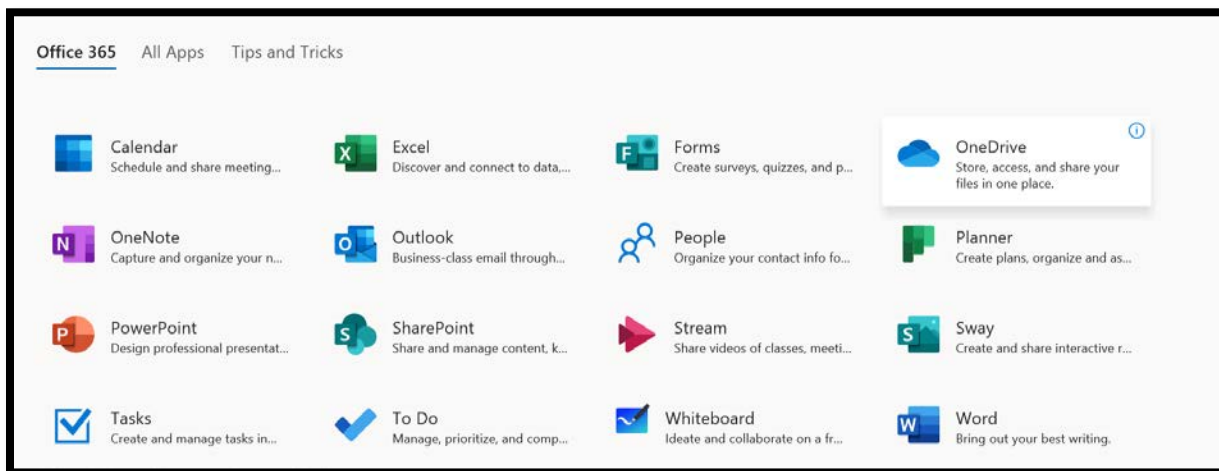 Office 365 All Apps Tips and Tricks
Calendar Excel Forms OneDrive
Schedule and share meeting... Discover and connect to data,... Create surveys, quizzes, and p... Store, access, and share your
files in one place.
OneNote Outlook People Planner
Capture and organize your n... Business-class email through... Organize your contact info fo... Create plans, organize and as...
PowerPoint SharePoint Stream Sway
Design professional presentat... Share and manage content, k... Share videos of classes, meeti... Create and share interactive r...
Tasks To Do Whiteboard Word
Create and manage tasks in... Manage, prioritize, and comp... Ideate and collaborate on a fr... Bring out your best writing.